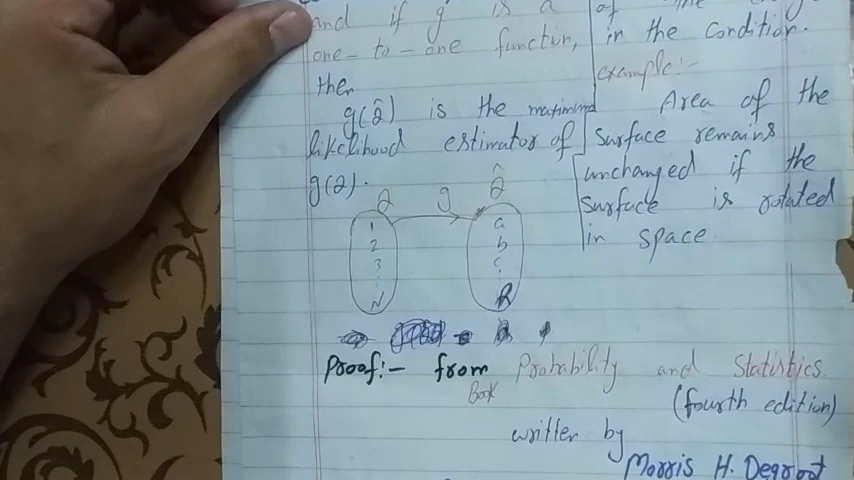 and if g is a
one-to-one functin,
then
g(θ̂) is the maximum
likelihood estimator of
g(θ).
in the condition.
example:-
Area of the
surface remains
unchanged if the
surface is rotated
in space.
θ g θ̂
1 a
2 b
3 c
N R
Proof:- from Probability and Statistics
Book (fourth edition)
written by
Morris H. Degroot